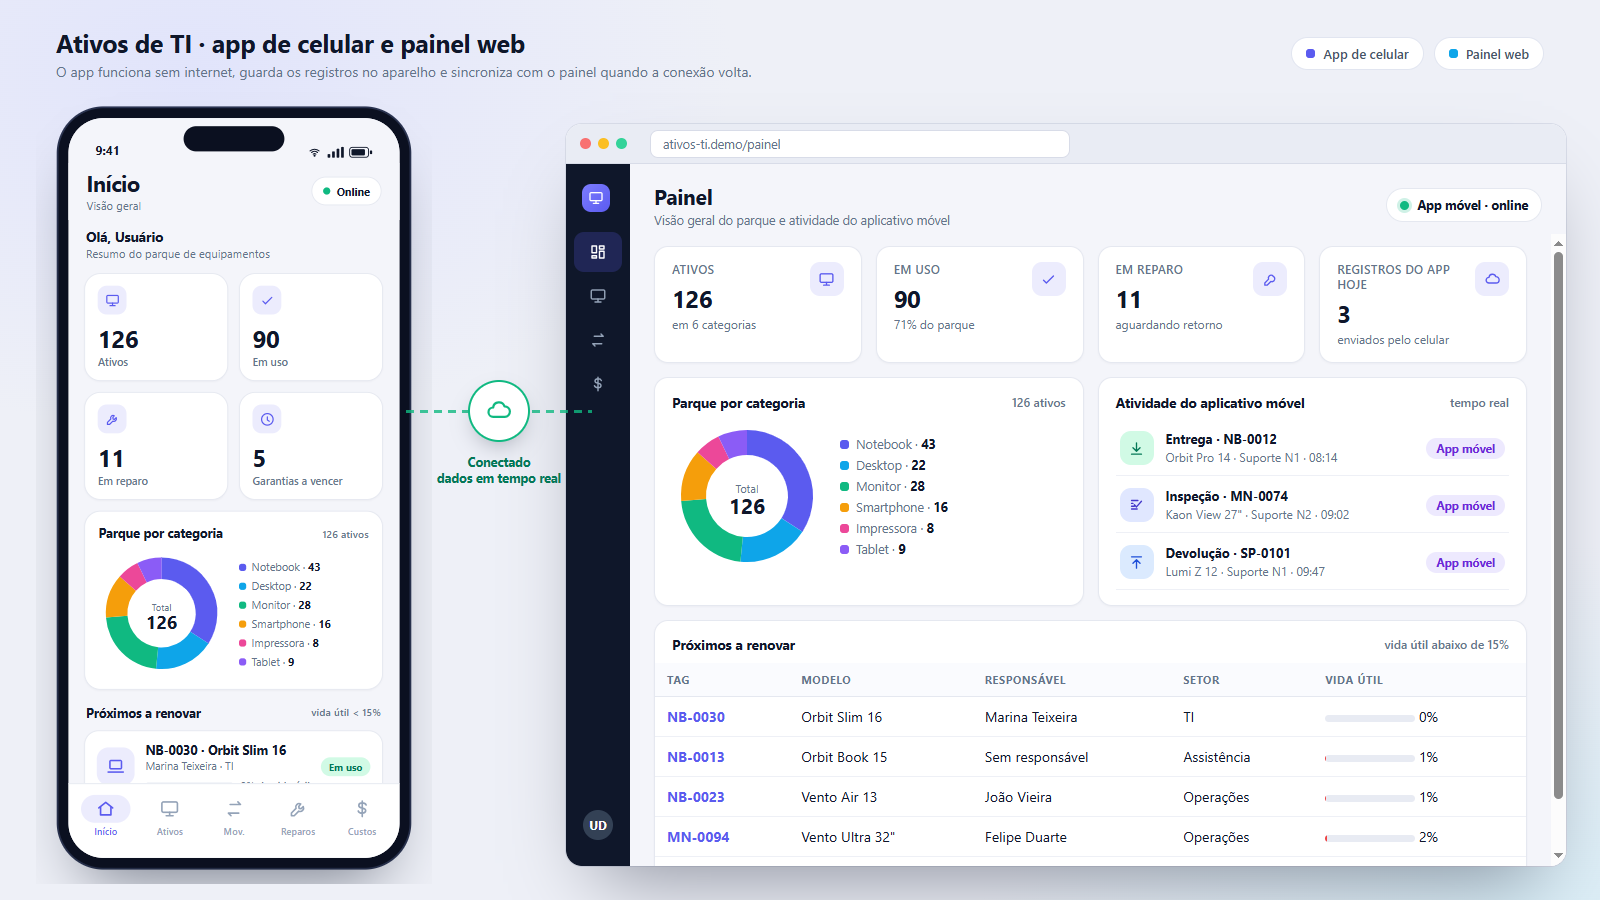 Ativos de TI · app de celular e painel web
O app funciona sem internet, guarda os registros no aparelho e sincroniza com o painel quando a conexão volta.
App de celular
Painel web
9:41
Início
Visão geral
Online
Olá, Usuário
Resumo do parque de equipamentos
126
Ativos
90
Em uso
11
Em reparo
5
Garantias a vencer
Parque por categoria
126 ativos
Total
126
Notebook · 43
Desktop · 22
Monitor · 28
Smartphone · 16
Impressora · 8
Tablet · 9
Próximos a renovar
vida útil < 15%
NB-0030 · Orbit Slim 16
Marina Teixeira · TI
Em uso
Início
Ativos
Mov.
Reparos
Custos
Conectado
dados em tempo real
ativos-ti.demo/painel
UD
Painel
Visão geral do parque e atividade do aplicativo móvel
App móvel · online
ATIVOS
126
em 6 categorias
EM USO
90
71% do parque
EM REPARO
11
aguardando retorno
REGISTROS DO APP
HOJE
3
enviados pelo celular
Parque por categoria
126 ativos
Total
126
Notebook · 43
Desktop · 22
Monitor · 28
Smartphone · 16
Impressora · 8
Tablet · 9
Atividade do aplicativo móvel
tempo real
Entrega · NB-0012
Orbit Pro 14 · Suporte N1 · 08:14
App móvel
Inspeção · MN-0074
Kaon View 27" · Suporte N2 · 09:02
App móvel
Devolução · SP-0101
Lumi Z 12 · Suporte N1 · 09:47
App móvel
Próximos a renovar
vida útil abaixo de 15%
TAG MODELO RESPONSÁVEL SETOR VIDA ÚTIL
NB-0030 Orbit Slim 16 Marina Teixeira TI 0%
NB-0013 Orbit Book 15 Sem responsável Assistência 1%
NB-0023 Vento Air 13 João Vieira Operações 1%
MN-0094 Vento Ultra 32" Felipe Duarte Operações 2%